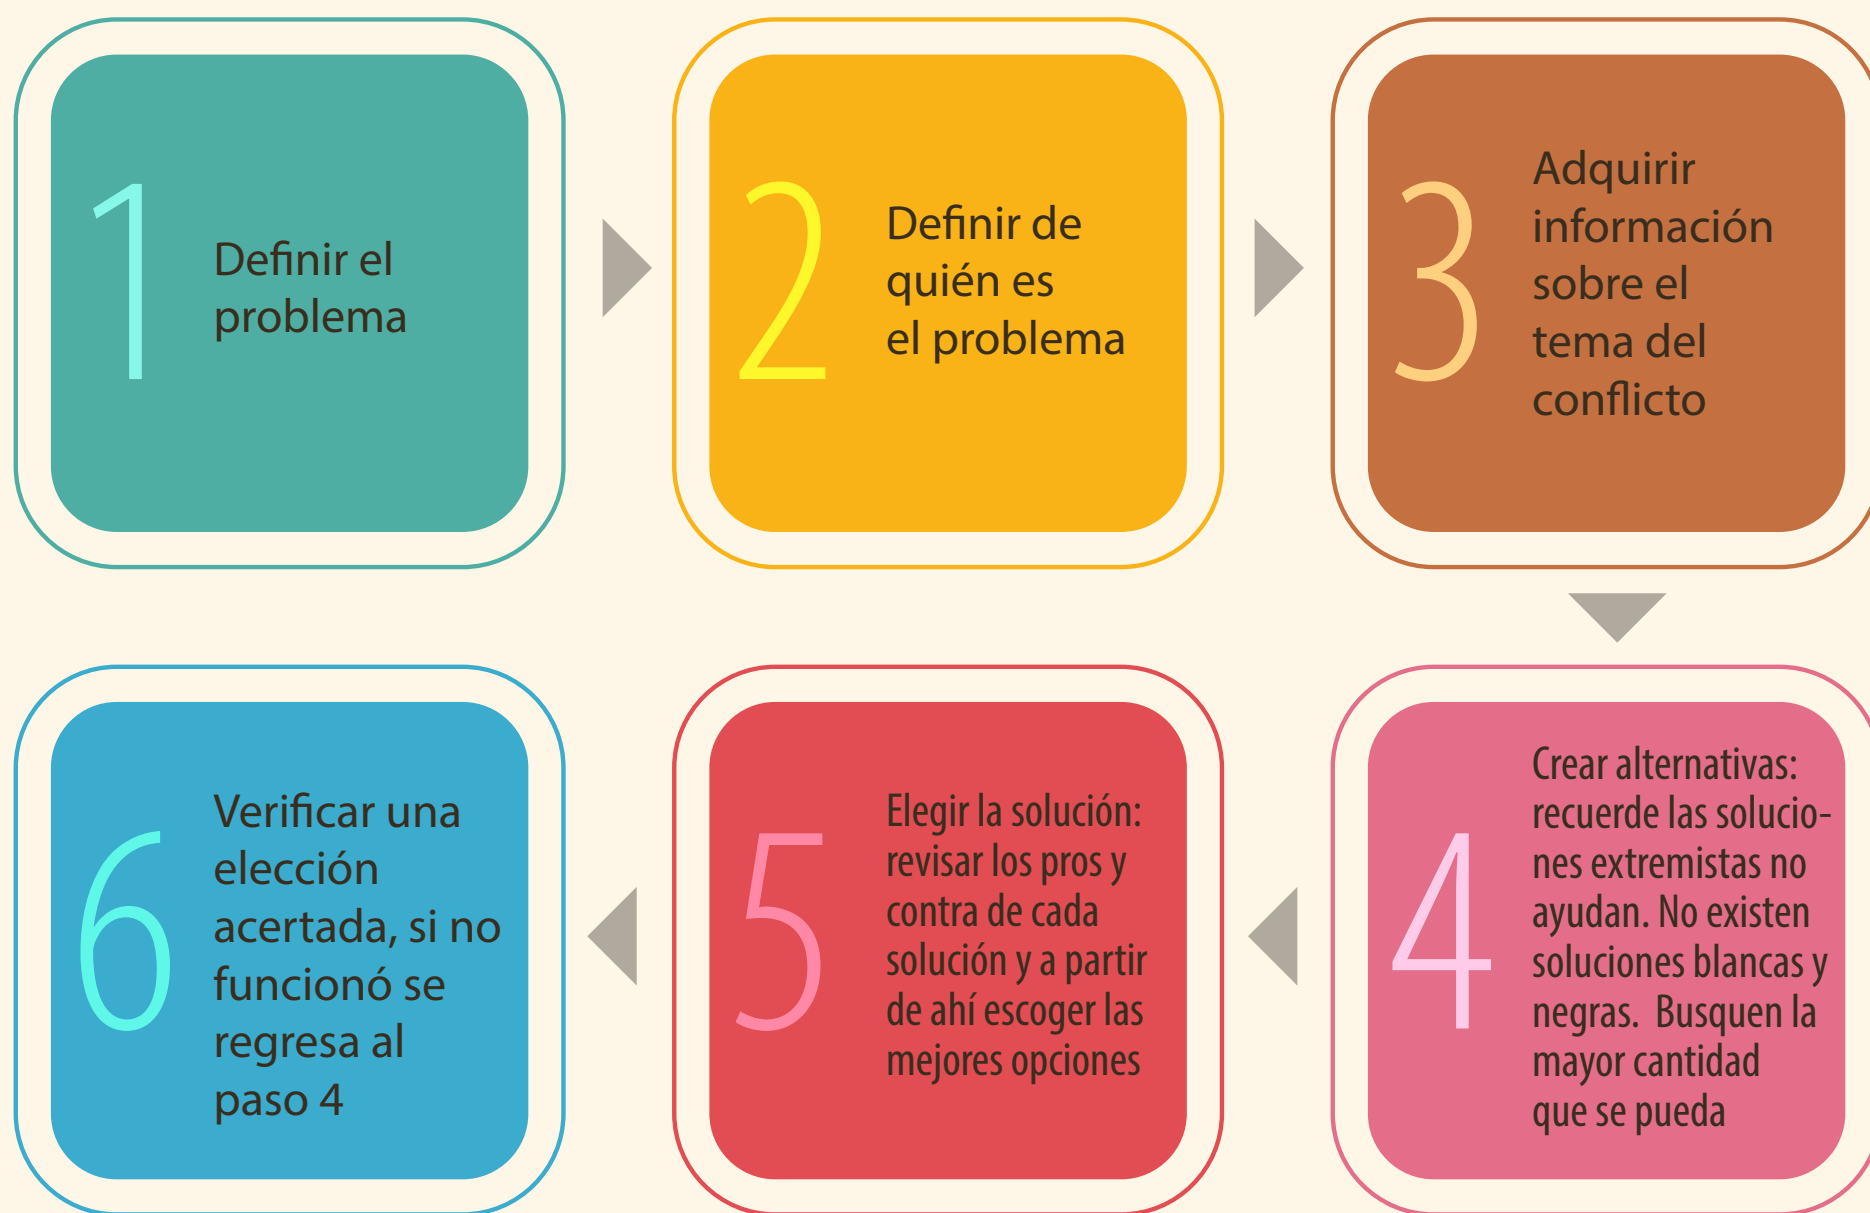 1
Definir el
problema
2
Definir de
quién es
el problema
3
Adquirir
información
sobre el
tema del
conflicto
4
Crear alternativas:
recuerde las solucio-
nes extremistas no
ayudan. No existen
soluciones blancas y
negras.  Busquen la
mayor cantidad
que se pueda
5
Elegir la solución:
revisar los pros y
contra de cada
solución y a partir
de ahí escoger las
mejores opciones
6
Verificar una
elección
acertada, si no
funcionó se
regresa al
paso 4